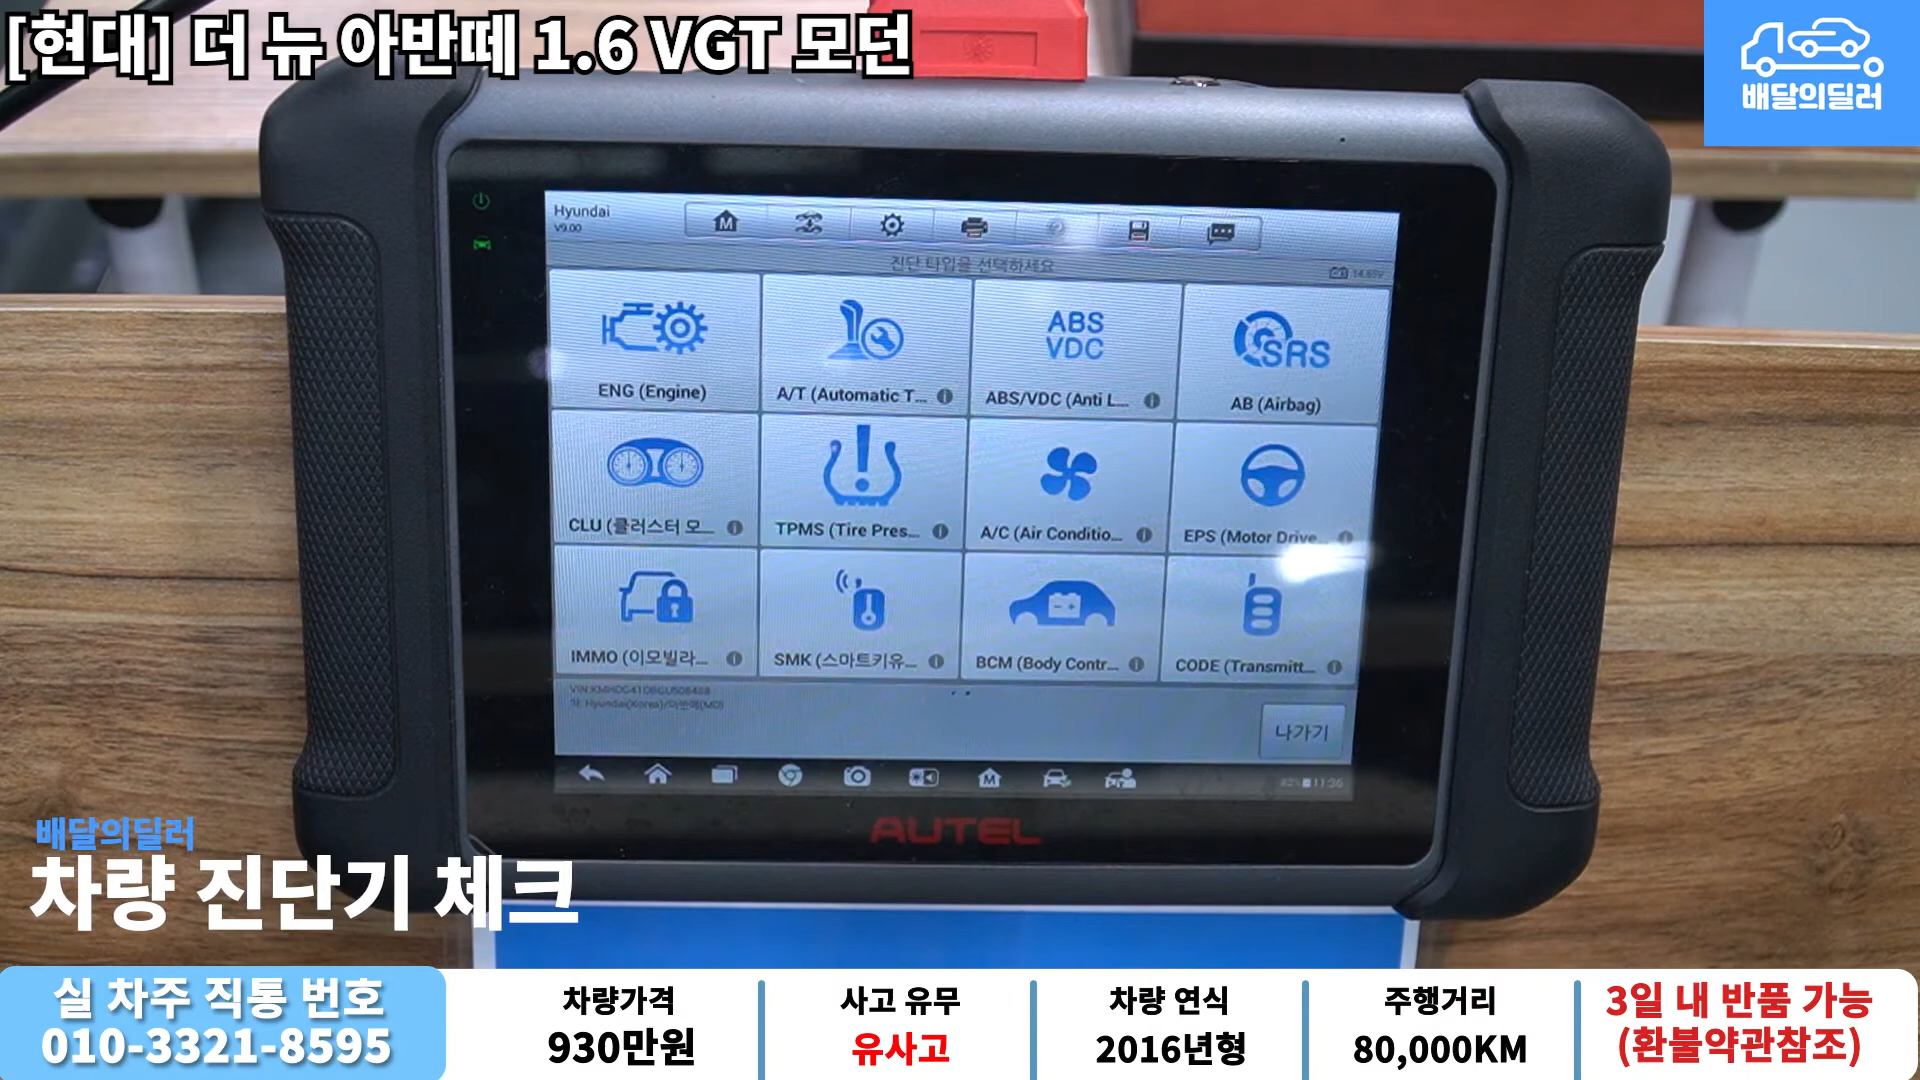 [현대] 더 뉴 아반떼 1.6 VGT 모던
배달의딜러
Hyundai
V9.00
진단 타입을 선택하세요
ENG (Engine)
A/T (Automatic T...
ABS
VDC
ABS/VDC (Anti L...
SRS
AB (Airbag)
CLU (클러스터 모...
TPMS (Tire Pres...
A/C (Air Conditio...
EPS (Motor Drive...
IMMO (이모빌라...
SMK (스마트키유...
BCM (Body Contr...
CODE (Transmitt...
나가기
11:36
AUTEL
배달의딜러
차량 진단기 체크
실 차주 직통 번호
010-3321-8595
차량가격
930만원
사고 유무
유사고
차량 연식
2016년형
주행거리
80,000KM
3일 내 반품 가능
(환불약관참조)